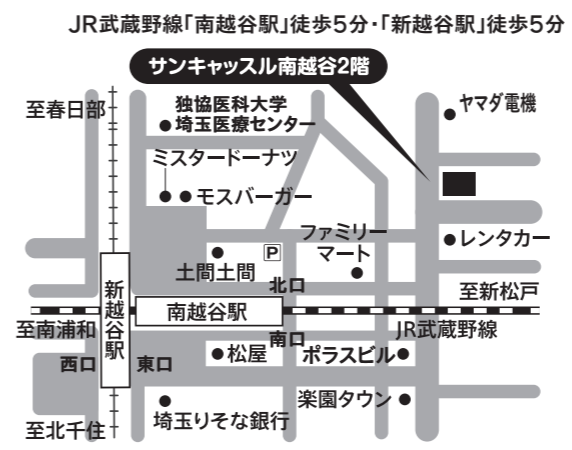 JR武蔵野線「南越谷駅」徒歩5分・「新越谷駅」徒歩5分
サンキャッスル南越谷2階
至春日部
独協医科大学
埼玉医療センター
ヤマダ電機
ミスタードーナツ
モスバーガー
ファミリー
マート
レンタカー
P
土間土間
北口
至新松戸
新越谷駅
南越谷駅
至南浦和
JR武蔵野線
南口
西口
東口
松屋
ポラスビル
楽園タウン
埼玉りそな銀行
至北千住